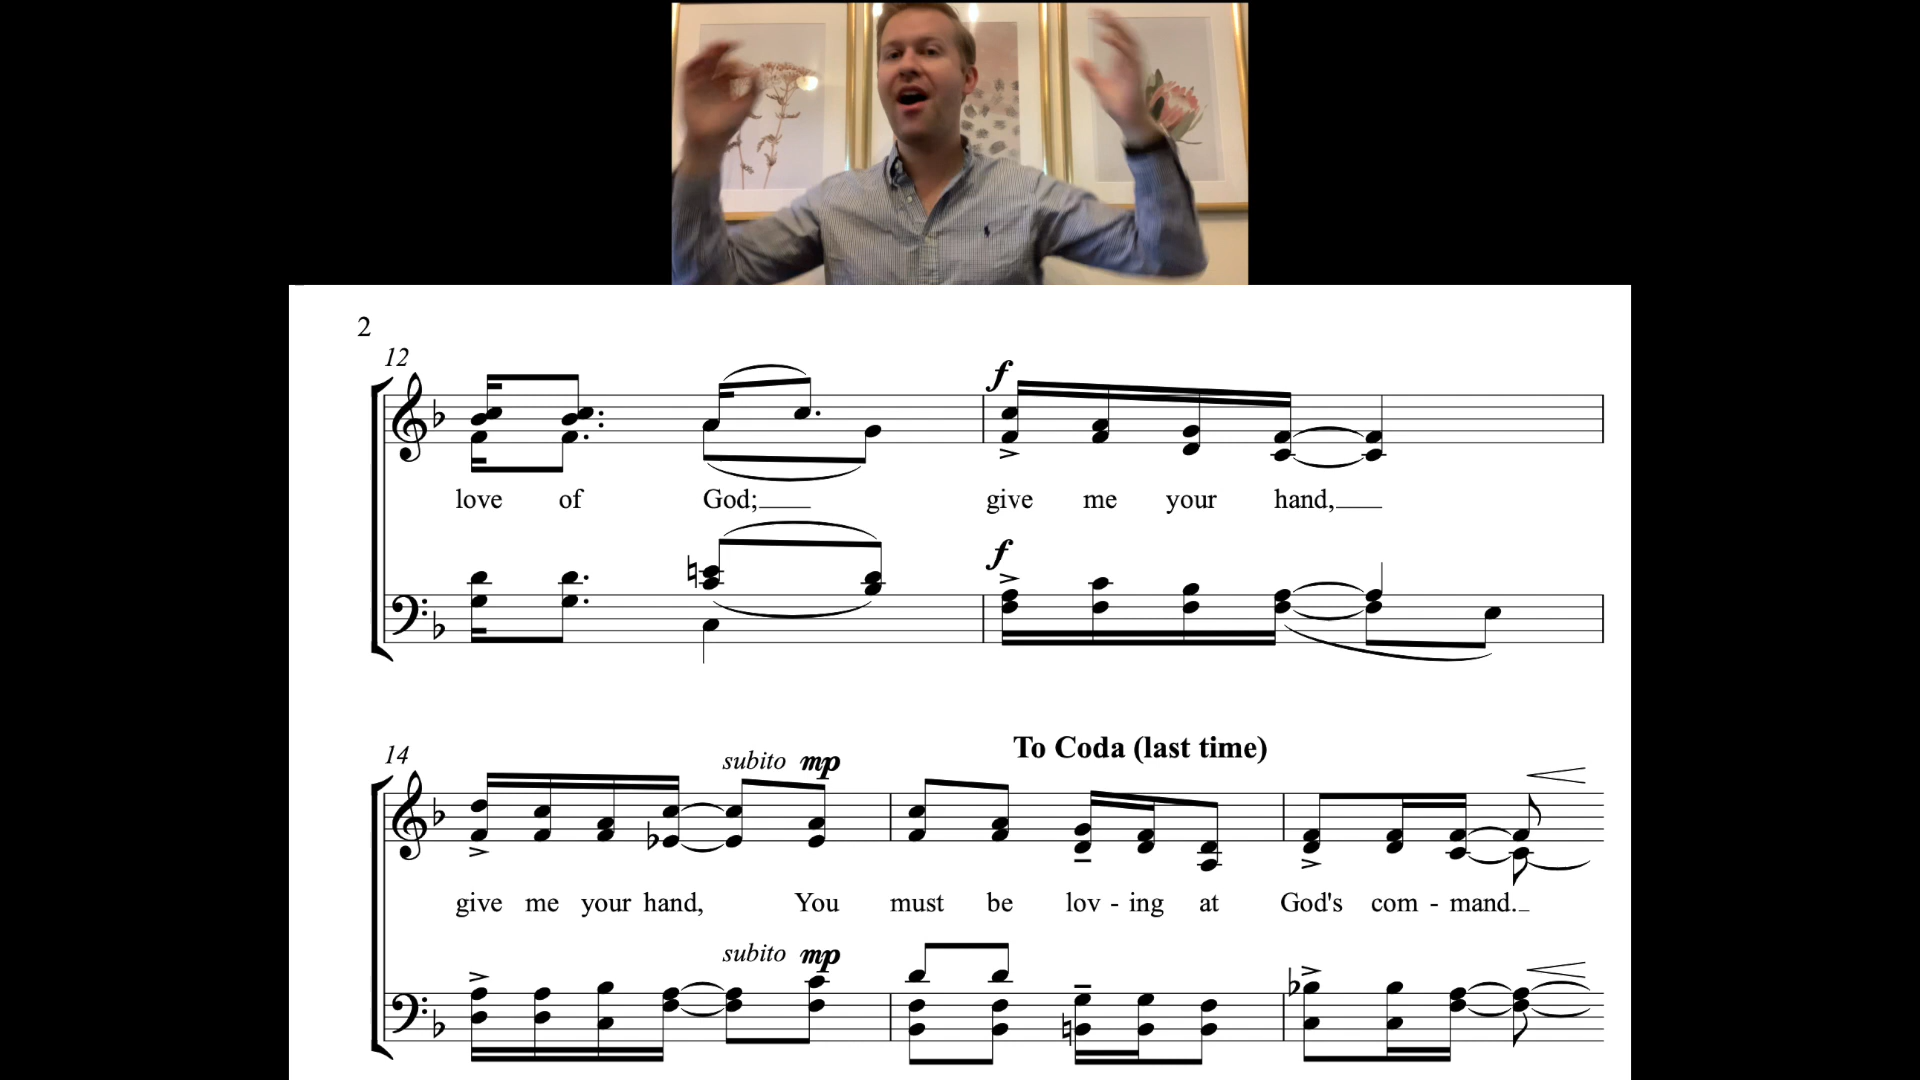 2
12
f
love of God; give me your hand,
f
14
subito mp
To Coda (last time)
give me your hand, You must be lov - ing at God's com - mand.
subito mp